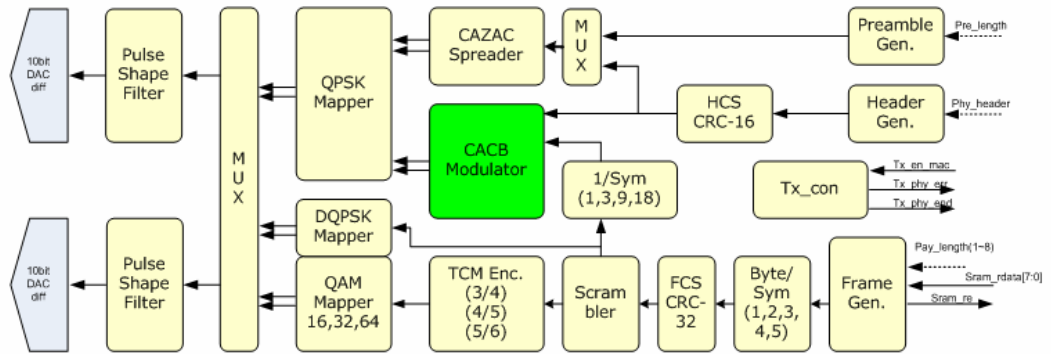 10bit
DAC
diff
Pulse
Shape
Filter
MUX
QPSK
Mapper
CAZAC
Spreader
MUX
Preamble
Gen.
Pre_length
HCS
CRC-16
Header
Gen.
Phy_header
CACB
Modulator
1/Sym
(1,3,9,18)
Tx_con
Tx_en_mac
Tx_phy_err
Tx_phy_end
10bit
DAC
diff
Pulse
Shape
Filter
DQPSK
Mapper
QAM
Mapper
16,32,64
TCM Enc.
(3/4)
(4/5)
(5/6)
Scram
bler
FCS
CRC-
32
Byte/
Sym
(1,2,3,
4,5)
Frame
Gen.
Pay_length(1~8)
Sram_rdata[7:0]
Sram_re